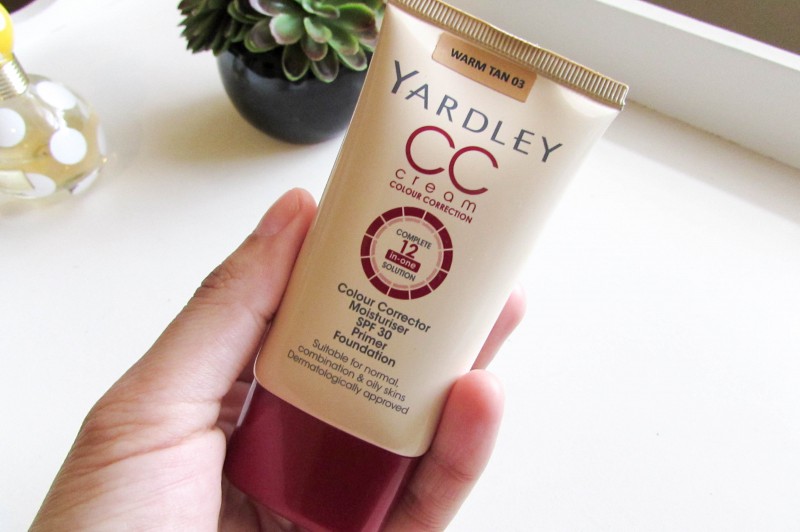 WARM TAN 03
YARDLEY
CC
cream
COLOUR CORRECTION
COMPLETE
12
in-one
SOLUTION
Colour Corrector
Moisturiser
SPF 30
Primer
Foundation
Suitable for normal,
combination & oily skins
Dermatologically approved